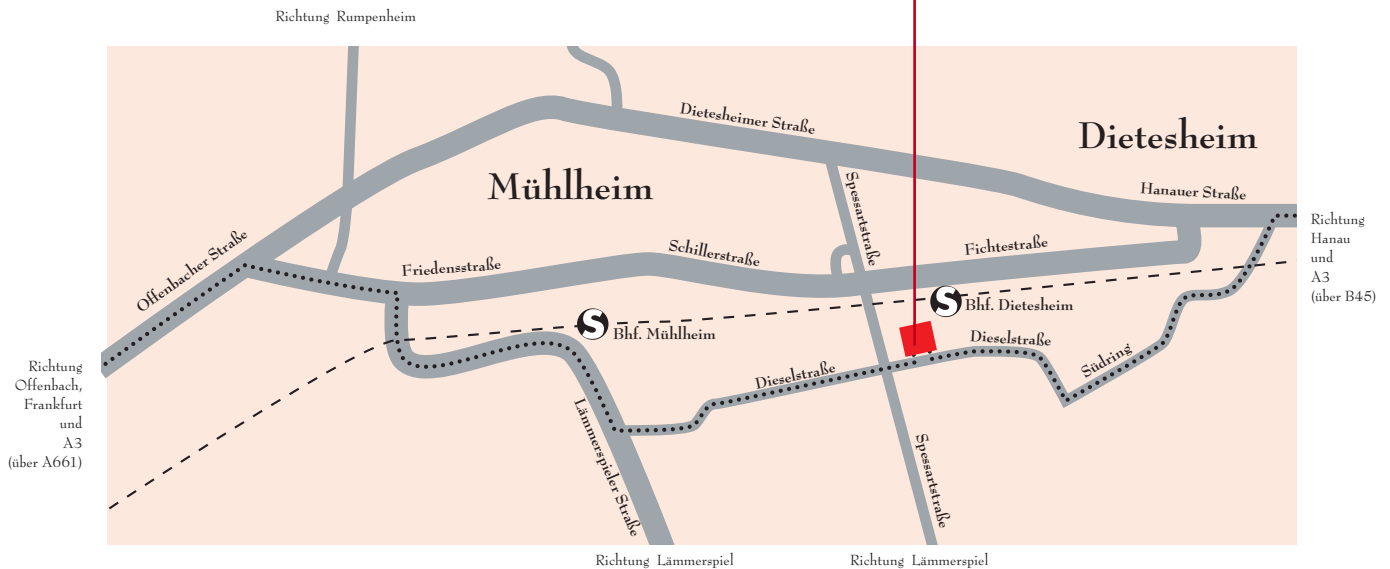 Richtung Rumpenheim
Dietesheimer Straße
Dietesheim
Mühlheim
Spessartstraße
Hanauer Straße
Richtung
Hanau
und
A3
(über B45)
Offenbacher Straße
Friedensstraße
Schillerstraße
Fichtestraße
S Bhf. Dietesheim
S Bhf. Mühlheim
Dieselstraße
Südring
Dieselstraße
Richtung
Offenbach,
Frankfurt
und
A3
(über A661)
Lämmerspieler Straße
Spessartstraße
Richtung Lämmerspiel
Richtung Lämmerspiel